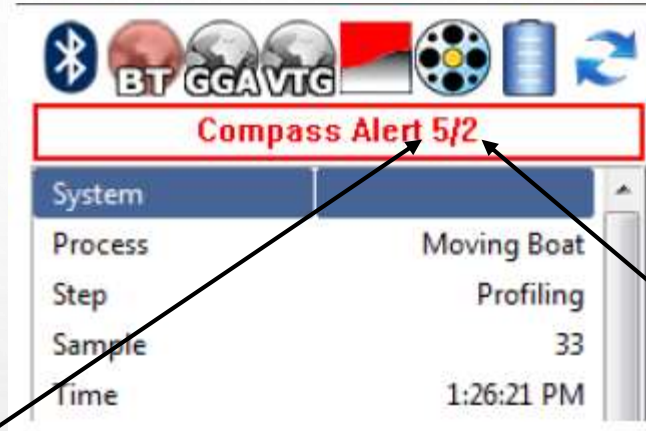 BT GGA VTG
Compass Alert 5/2
System
Process Moving Boat
Step Profiling
Sample 33
Time 1:26:21 PM